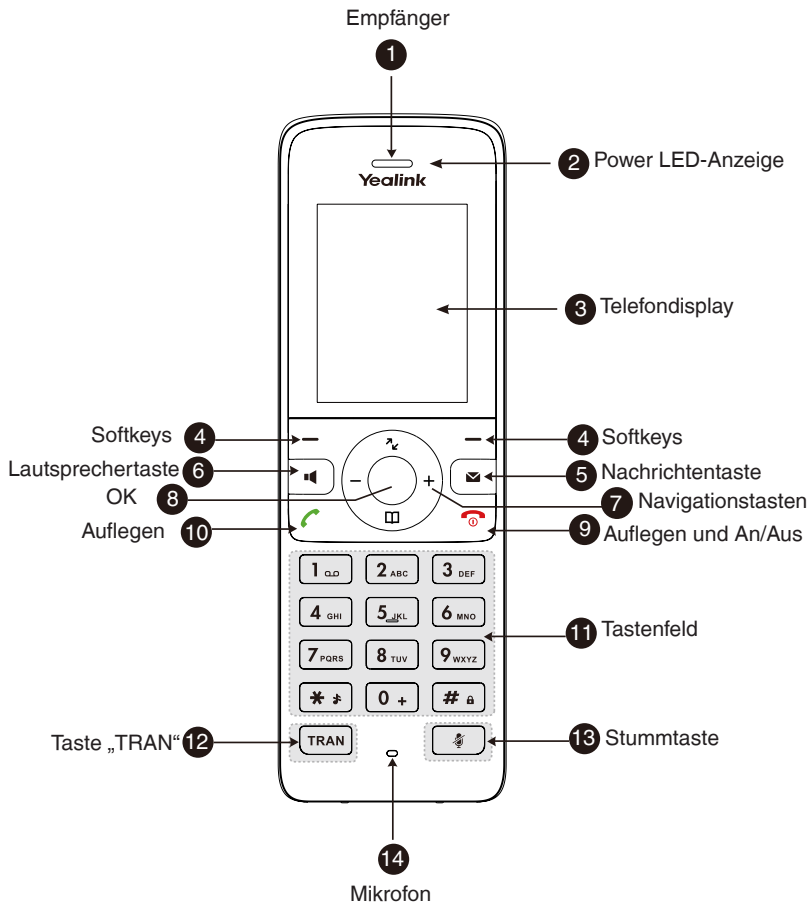 Empfänger
1
2 Power LED-Anzeige
Yealink
3 Telefondisplay
Softkeys 4
4 Softkeys
Lautsprechertaste 6
5 Nachrichtentaste
OK 8
7 Navigationstasten
Auflegen 10
9 Auflegen und An/Aus
1 2 ABC 3 DEF
4 GHI 5 JKL 6 MNO
11 Tastenfeld
7 PQRS 8 TUV 9 WXYZ
* 0 + #
Taste „TRAN“ 12
TRAN
13 Stummtaste
14
Mikrofon